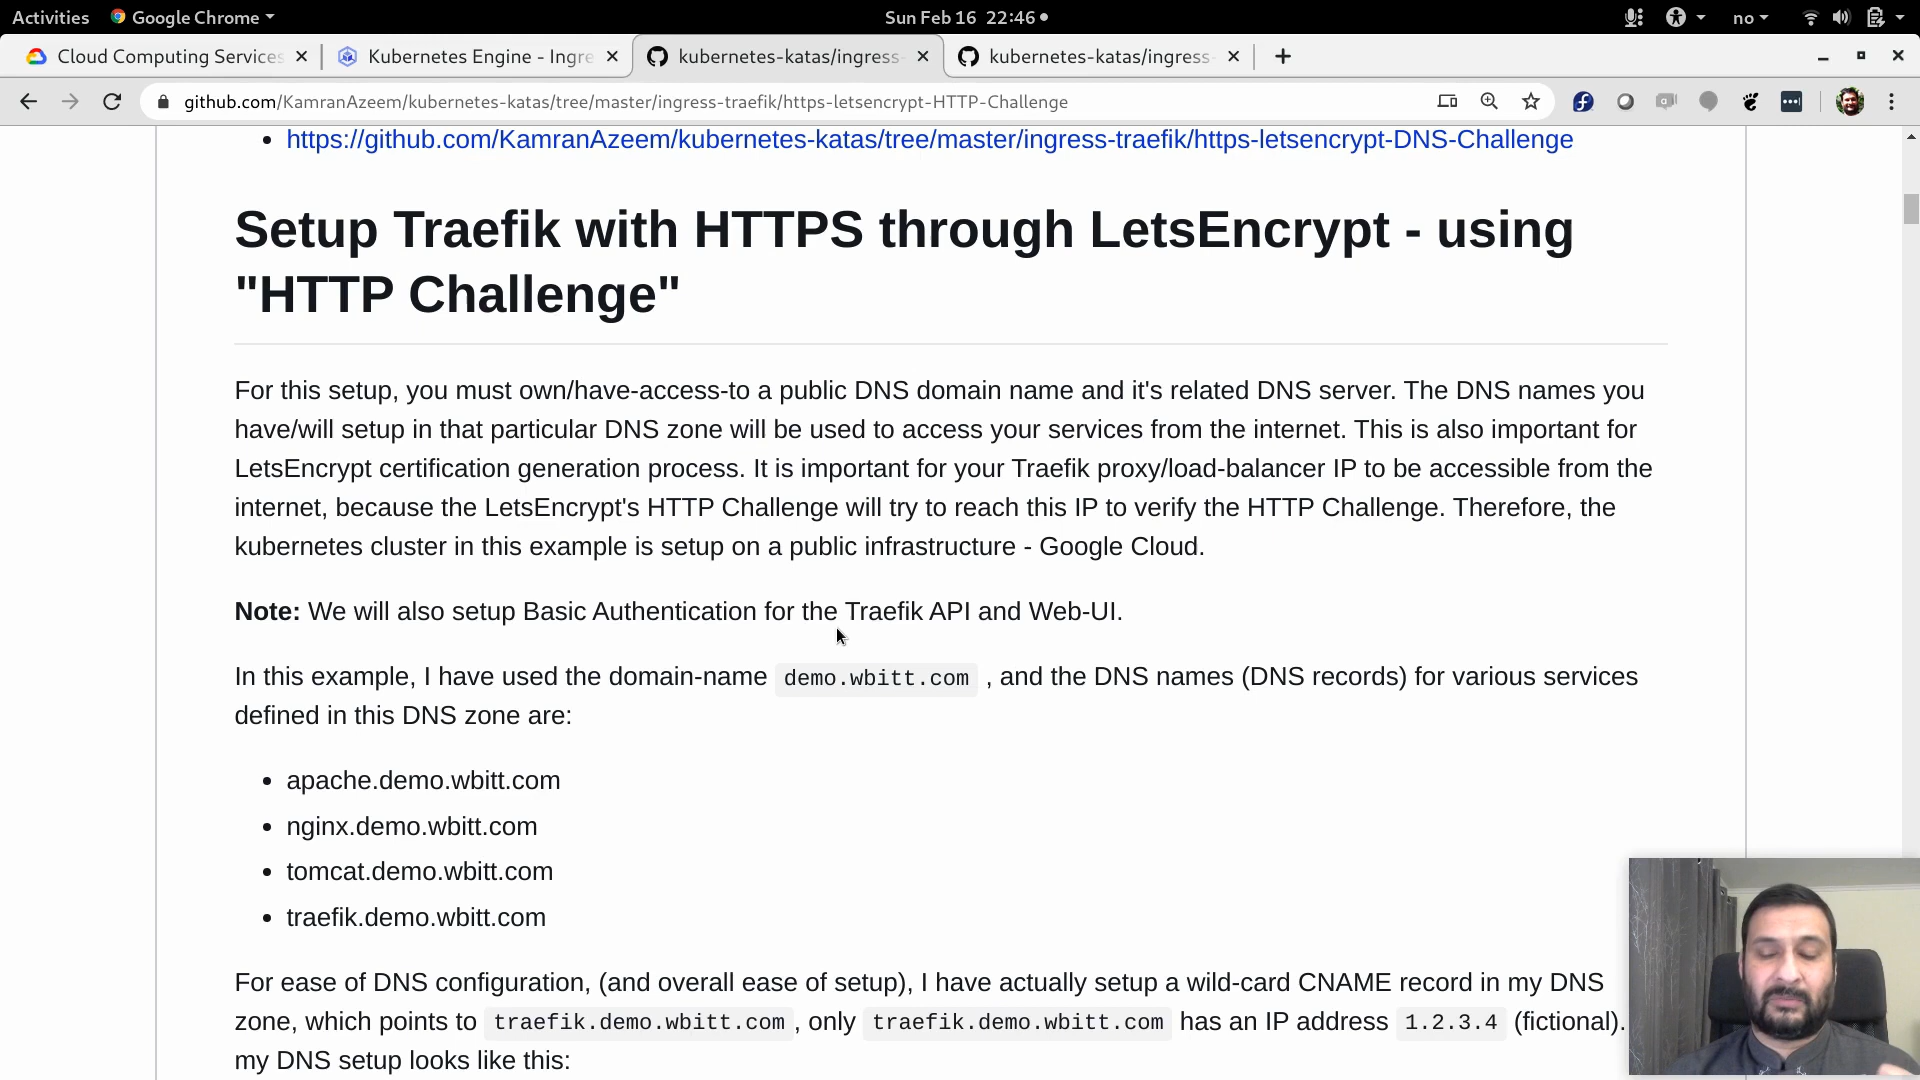 Activities Google Chrome Sun Feb 16 22:46 no
Cloud Computing Services Kubernetes Engine - Ingre kubernetes-katas/ingress- kubernetes-katas/ingress-
github.com/KamranAzeem/kubernetes-katas/tree/master/ingress-traefik/https-letsencrypt-HTTP-Challenge
https://github.com/KamranAzeem/kubernetes-katas/tree/master/ingress-traefik/https-letsencrypt-DNS-Challenge
Setup Traefik with HTTPS through LetsEncrypt - using
"HTTP Challenge"
For this setup, you must own/have-access-to a public DNS domain name and it's related DNS server. The DNS names you
have/will setup in that particular DNS zone will be used to access your services from the internet. This is also important for
LetsEncrypt certification generation process. It is important for your Traefik proxy/load-balancer IP to be accessible from the
internet, because the LetsEncrypt's HTTP Challenge will try to reach this IP to verify the HTTP Challenge. Therefore, the
kubernetes cluster in this example is setup on a public infrastructure - Google Cloud.
Note: We will also setup Basic Authentication for the Traefik API and Web-UI.
In this example, I have used the domain-name demo.wbitt.com , and the DNS names (DNS records) for various services
defined in this DNS zone are:
apache.demo.wbitt.com
nginx.demo.wbitt.com
tomcat.demo.wbitt.com
traefik.demo.wbitt.com
For ease of DNS configuration, (and overall ease of setup), I have actually setup a wild-card CNAME record in my DNS
zone, which points to traefik.demo.wbitt.com, only traefik.demo.wbitt.com has an IP address 1.2.3.4 (fictional).
my DNS setup looks like this: